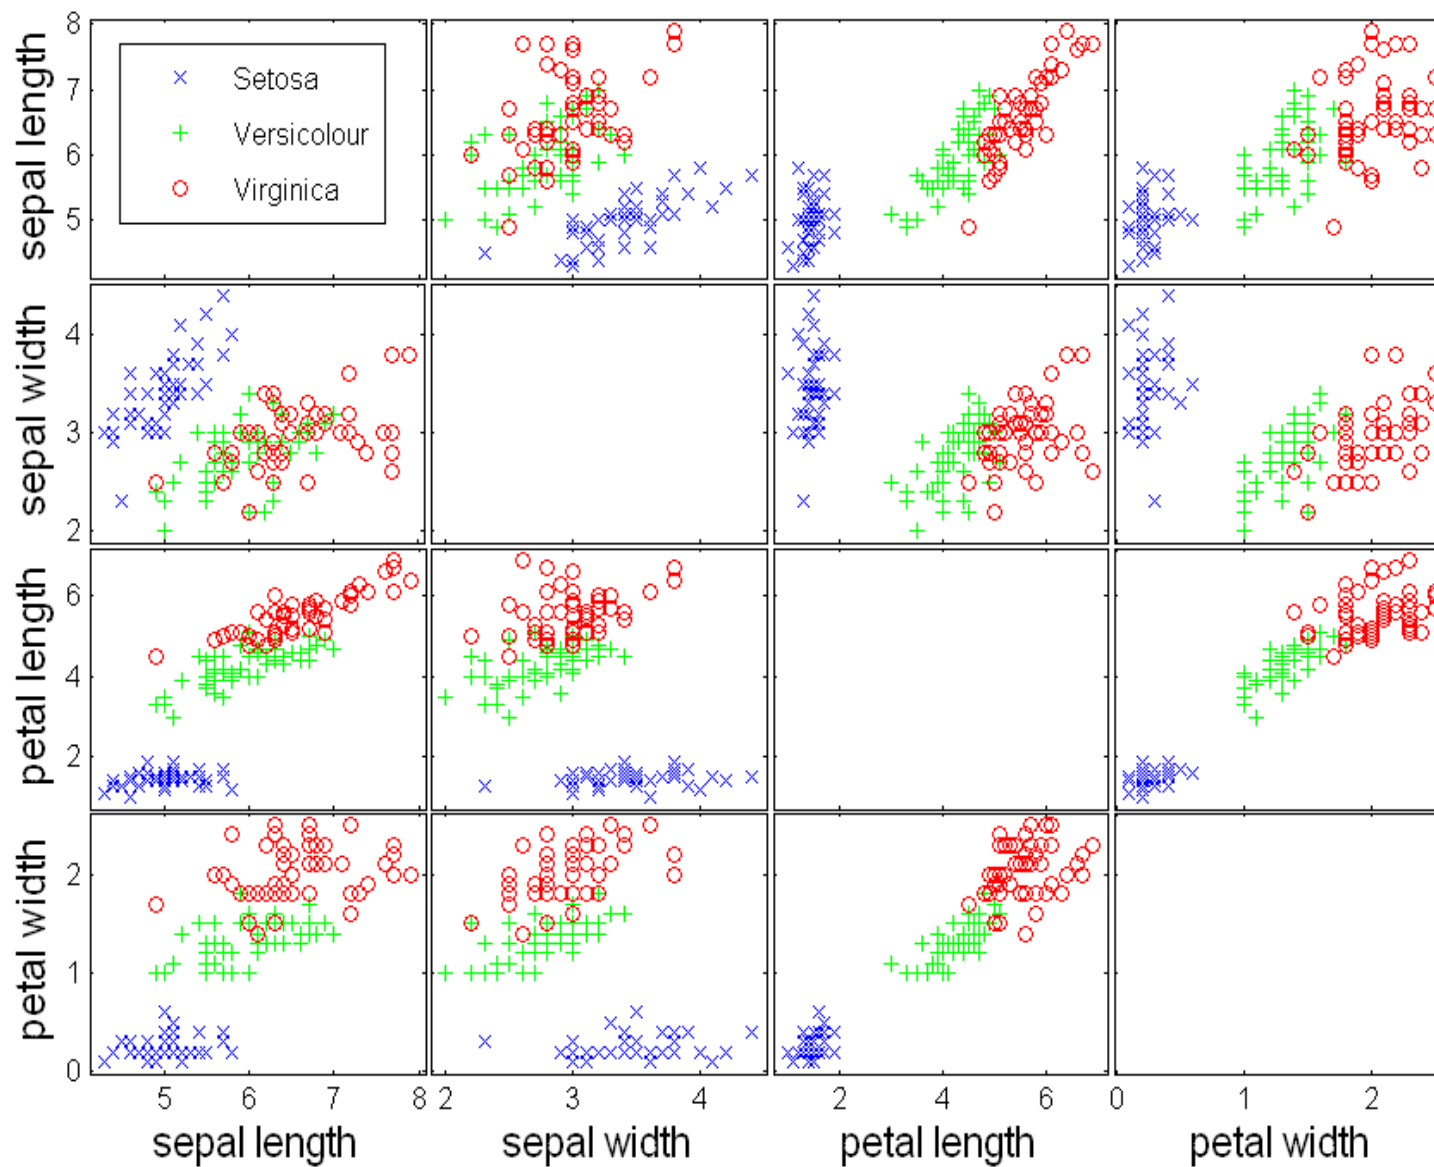 sepal length
8
7
6
5
Setosa
Versicolour
Virginica
sepal width
4
3
2
petal length
6
4
2
petal width
2
1
0
5 6 7 8 2 3 4 2 4 6 0 1 2
sepal length sepal width petal length petal width